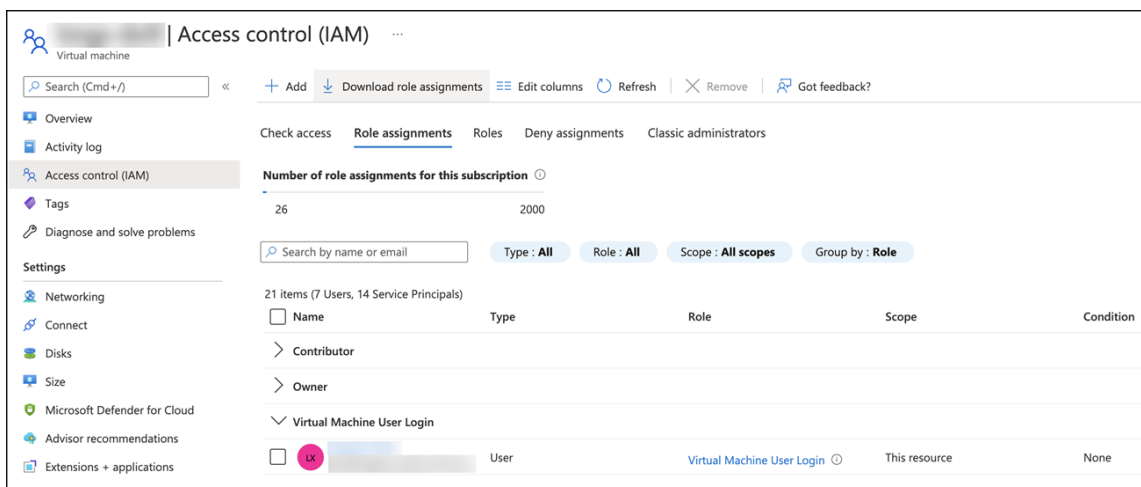 | Access control (IAM) ...
Virtual machine
Search (Cmd+/) «
Overview
Activity log
Access control (IAM)
Tags
Diagnose and solve problems
Settings
Networking
Connect
Disks
Size
Microsoft Defender for Cloud
Advisor recommendations
Extensions + applications
+ Add Download role assignments Edit columns Refresh Remove Got feedback?
Check access Role assignments Roles Deny assignments Classic administrators
Number of role assignments for this subscription
26 2000
Search by name or email Type : All Role : All Scope : All scopes Group by : Role
21 items (7 Users, 14 Service Principals)
Name Type Role Scope Condition
Contributor
Owner
Virtual Machine User Login
LX User Virtual Machine User Login This resource None